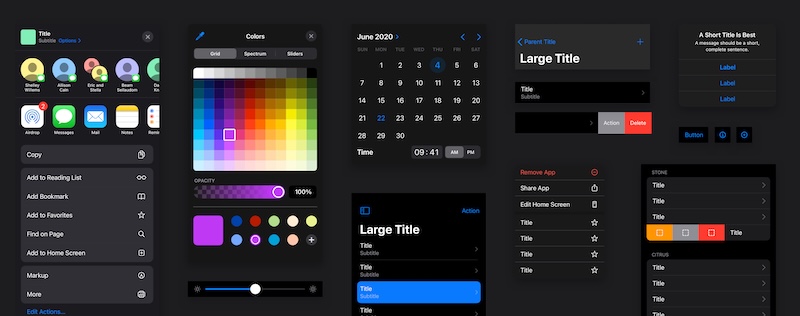 Title
Subtitle Options >
Shelley Willems
Allison Cain
Eric and Stella
Beam Seilaudom
Airdrop
2
Messages
Mail
Notes
Copy
Add to Reading List
Add Bookmark
Add to Favorites
Find on Page
Add to Home Screen
Markup
More
Edit Actions...
Colors
Grid
Spectrum
Sliders
OPACITY
100%
June 2020 >
SUN MON TUE WED THU FRI SAT
1 2 3 4 5 6
7 8 9 10 11 12 13
14 15 16 17 18 19 20
21 22 23 24 25 26 27
28 29 30
Time 09:41 AM PM
Action
Large Title
Title
Subtitle
Title
Subtitle
Title
Subtitle
Title
Parent Title
Large Title
Title
Subtitle
Action Delete
Remove App
Share App
Edit Home Screen
Title
Title
Title
Title
A Short Title Is Best
A message should be a short, complete sentence.
Label
Label
Label
Button
STONE
Title
Title
Title
Title
CITRUS
Title
Title
Title
Title